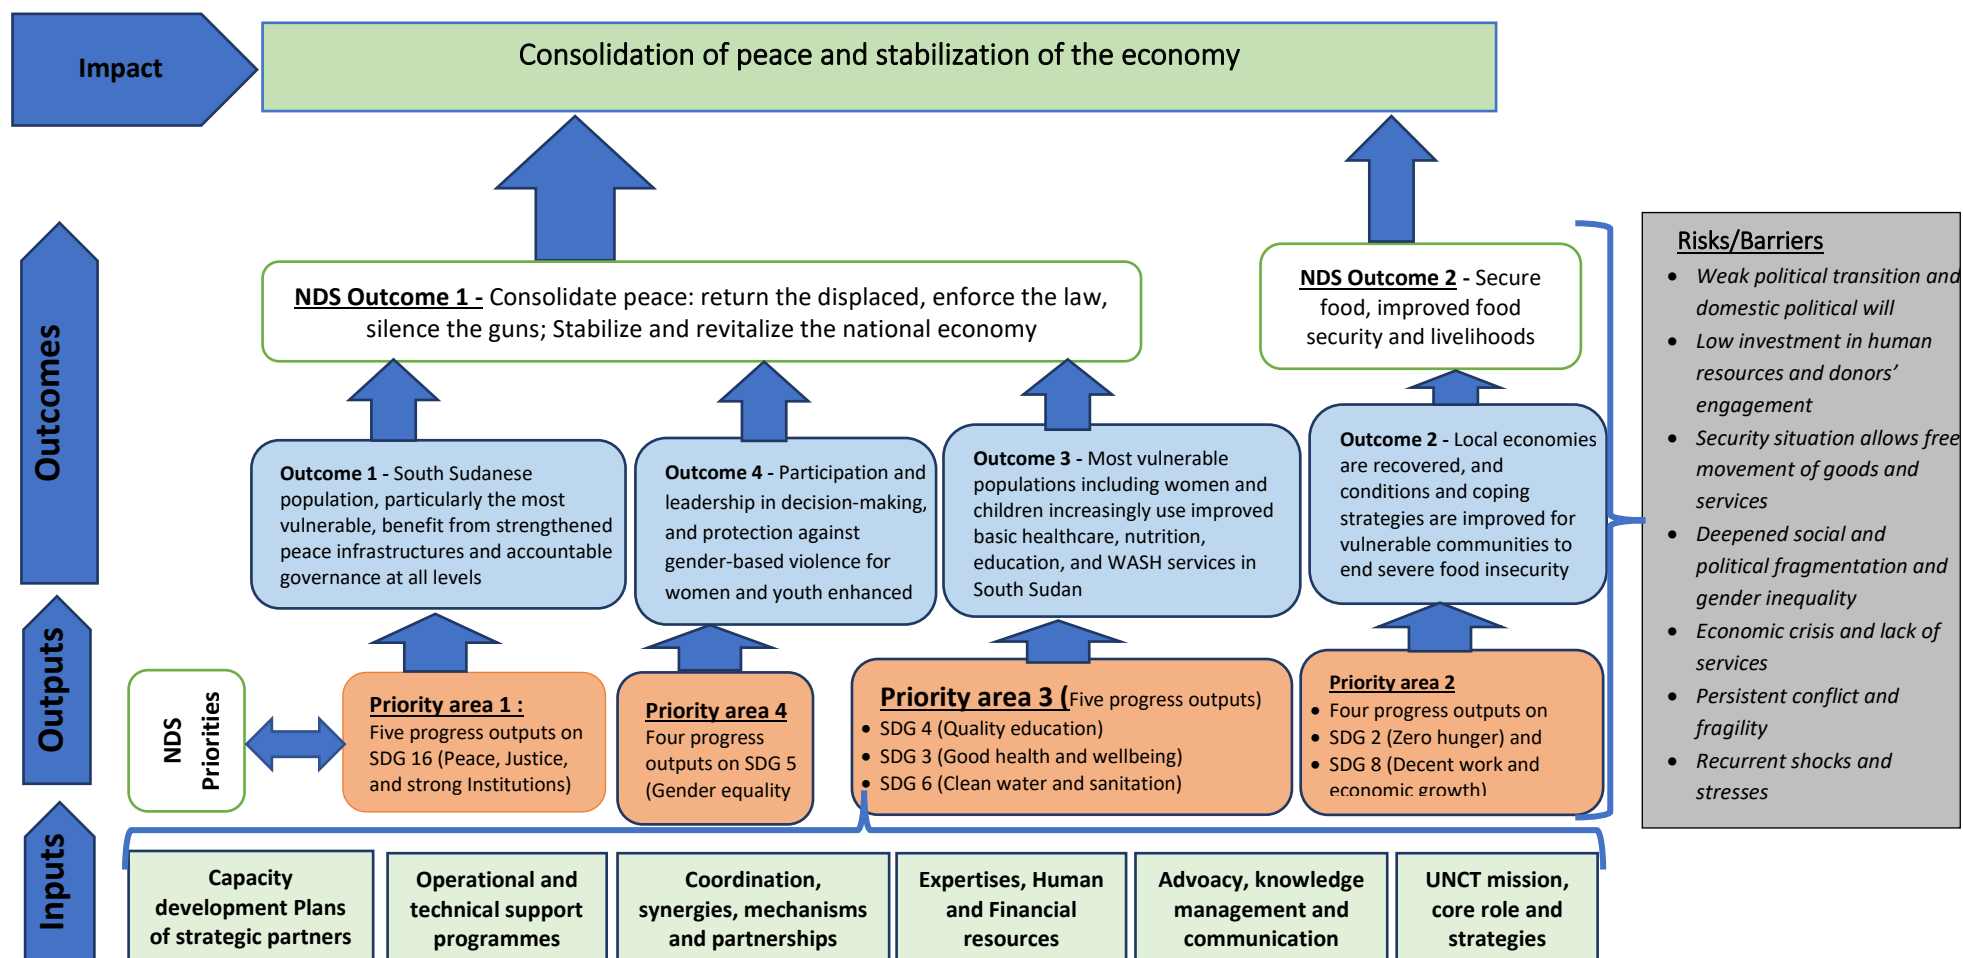 Impact
Consolidation of peace and stabilization of the economy
Outcomes
NDS Outcome 1 - Consolidate peace: return the displaced, enforce the law,
silence the guns; Stabilize and revitalize the national economy
NDS Outcome 2 - Secure
food, improved food
security and livelihoods
Outcome 1 - South Sudanese
population, particularly the most
vulnerable, benefit from strengthened
peace infrastructures and accountable
governance at all levels
Outcome 4 - Participation and
leadership in decision-making,
and protection against
gender-based violence for
women and youth enhanced
Outcome 3 - Most vulnerable
populations including women and
children increasingly use improved
basic healthcare, nutrition,
education, and WASH services in
South Sudan
Outcome 2 - Local economies
are recovered, and
conditions and coping
strategies are improved for
vulnerable communities to
end severe food insecurity
Outputs
NDS
Priorities
Priority area 1 :
Five progress outputs on
SDG 16 (Peace, Justice,
and strong Institutions)
Priority area 4
Four progress
outputs on SDG 5
(Gender equality
Priority area 3 (Five progress outputs)
• SDG 4 (Quality education)
• SDG 3 (Good health and wellbeing)
• SDG 6 (Clean water and sanitation)
Priority area 2
• Four progress outputs on
• SDG 2 (Zero hunger) and
• SDG 8 (Decent work and
economic growth)
Inputs
Capacity
development Plans
of strategic partners
Operational and
technical support
programmes
Coordination,
synergies, mechanisms
and partnerships
Expertises, Human
and Financial
resources
Advoacy, knowledge
management and
communication
UNCT mission,
core role and
strategies
Risks/Barriers
• Weak political transition and
domestic political will
• Low investment in human
resources and donors’
engagement
• Security situation allows free
movement of goods and
services
• Deepened social and
political fragmentation and
gender inequality
• Economic crisis and lack of
services
• Persistent conflict and
fragility
• Recurrent shocks and
stresses